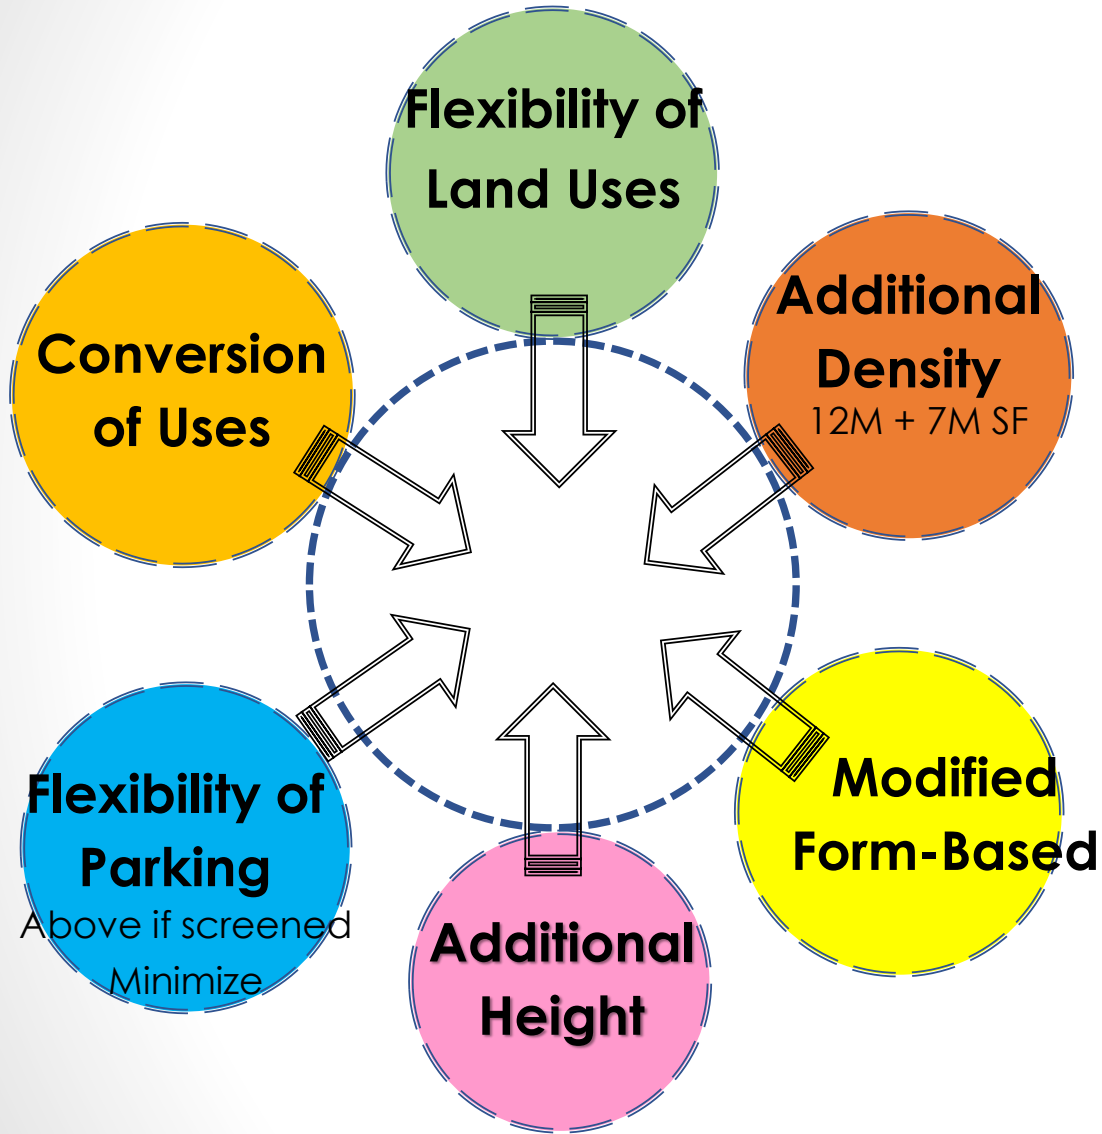 Flexibility of
Land Uses
Additional
Density
12M + 7M SF
Conversion
of Uses
Modified
Form-Based
Flexibility of
Parking
Above if screened
Minimize
Additional
Height